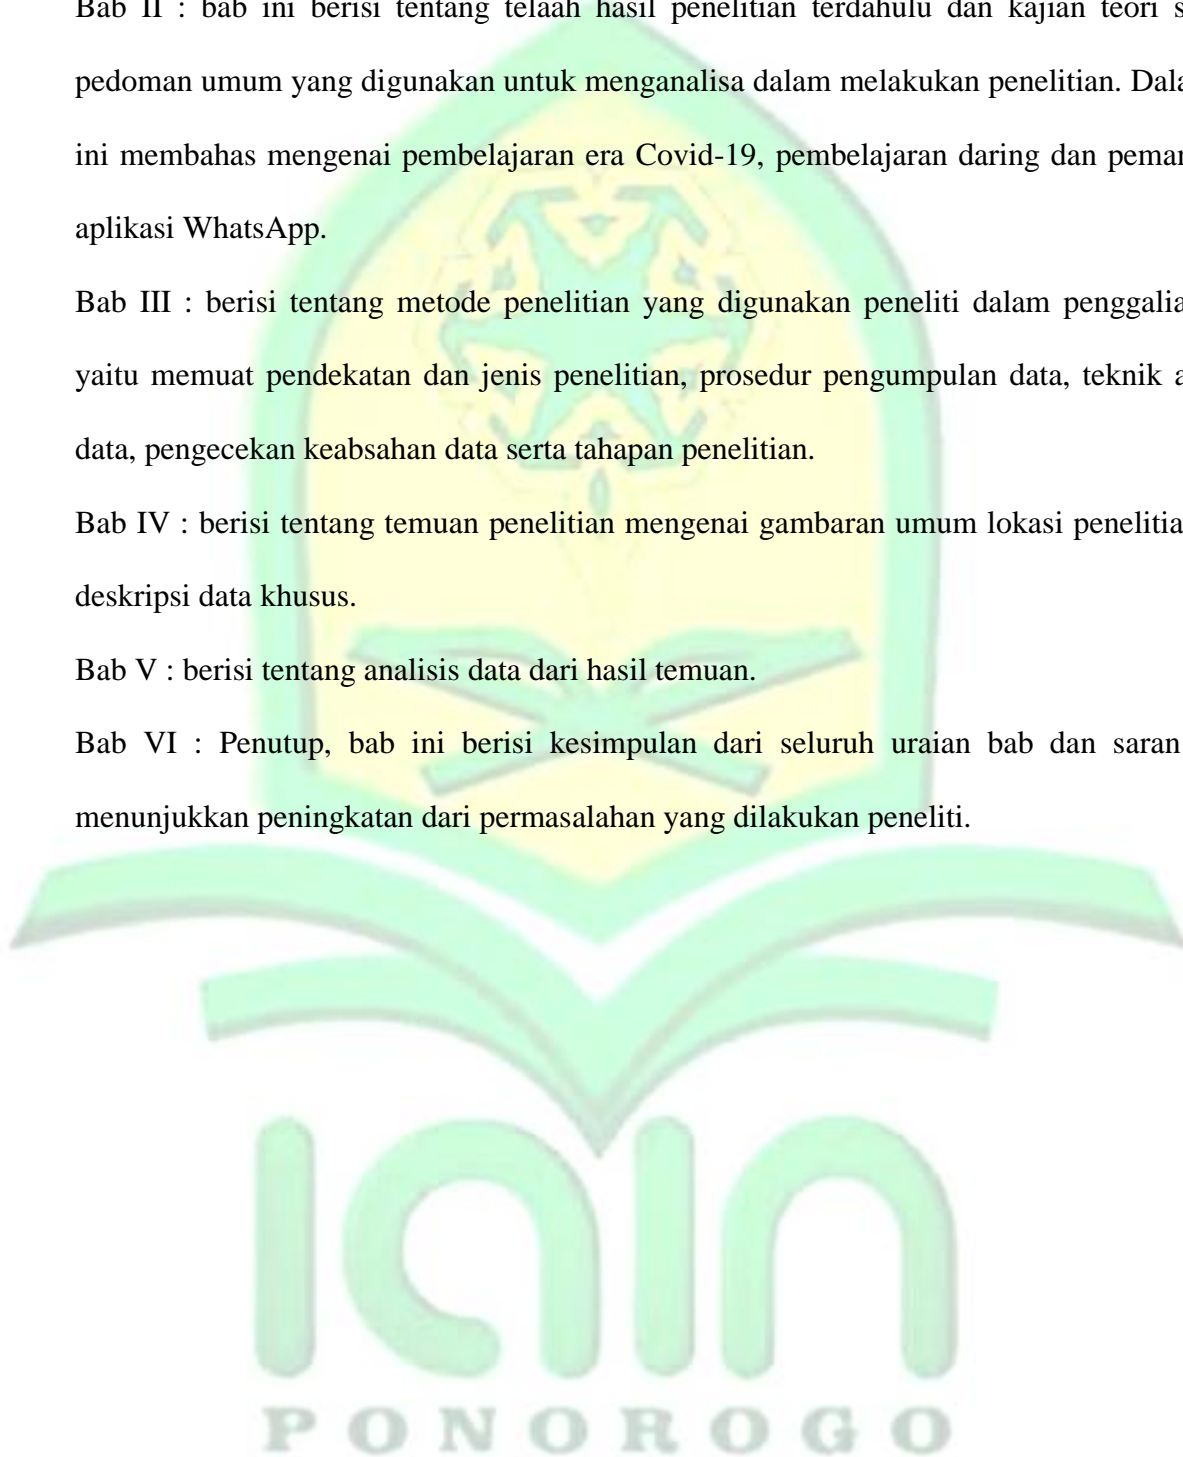 Bab II : bab ini berisi tentang telaah hasil penelitian terdahulu dan kajian teori
pedoman umum yang digunakan untuk menganalisa dalam melakukan penelitian.
ini membahas mengenai pembelajaran era Covid-19, pembelajaran daring dan
aplikasi WhatsApp.
Bab III : berisi tentang metode penelitian yang digunakan peneliti dalam
yaitu memuat pendekatan dan jenis penelitian, prosedur pengumpulan data, teknik
data, pengecekan keabsahan data serta tahapan penelitian.
Bab IV : berisi tentang temuan penelitian mengenai gambaran umum lokasi
deskripsi data khusus.
Bab V : berisi tentang analisis data dari hasil temuan.
Bab VI : Penutup, bab ini berisi kesimpulan dari seluruh uraian bab dan saran
menunjukkan peningkatan dari permasalahan yang dilakukan peneliti.
iain
PONOROGO